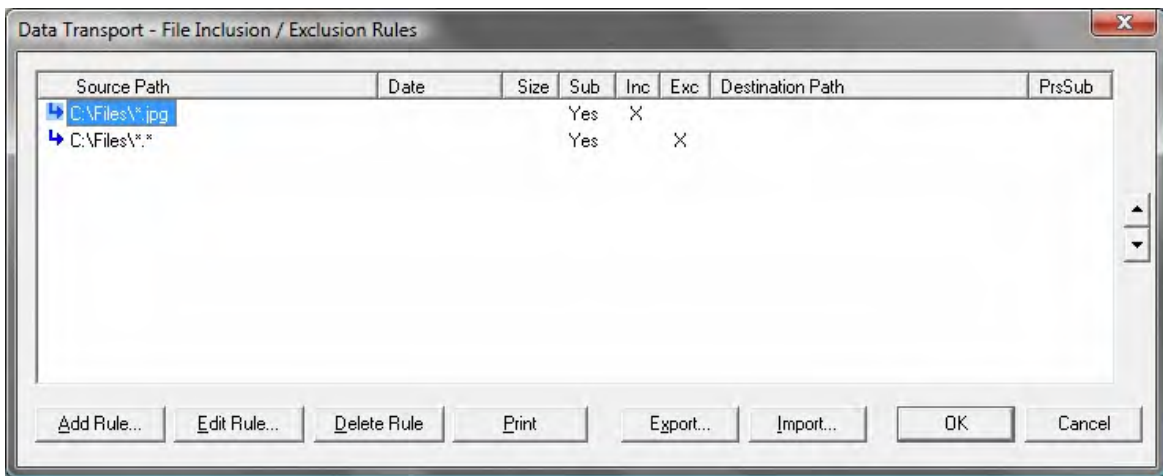 Data Transport - File Inclusion / Exclusion Rules
Source Path Date Size Sub Inc Exc Destination Path PrsSub
C:\Files\*.jpg Yes X
C:\Files\*.* Yes X
Add Rule... Edit Rule... Delete Rule Print Export... Import... OK Cancel